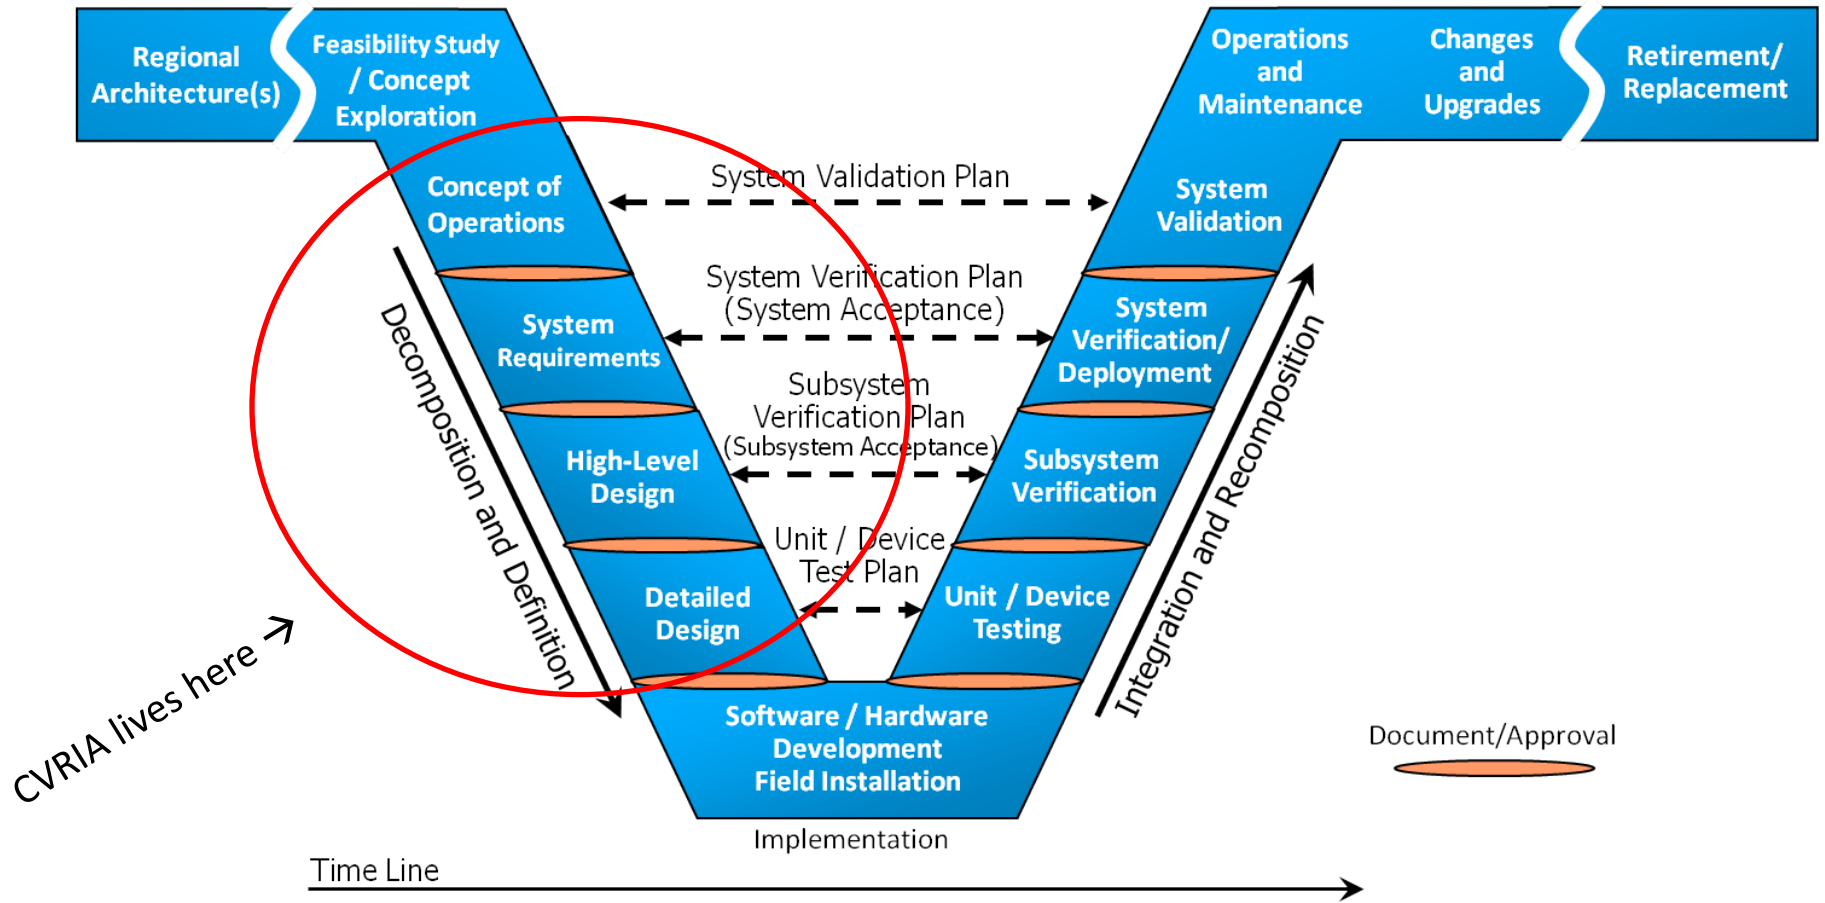 Regional
Architecture(s)
Feasibility Study
/ Concept
Exploration
Concept of
Operations
System
Requirements
High-Level
Design
Detailed
Design
Software / Hardware
Development
Field Installation
Implementation
Unit / Device
Testing
Subsystem
Verification
System
Verification/
Deployment
System
Validation
Operations
and
Maintenance
Changes
and
Upgrades
Retirement/
Replacement
System Validation Plan
System Verification Plan
(System Acceptance)
Subsystem
Verification Plan
(Subsystem Acceptance)
Unit / Device
Test Plan
Decomposition and Definition
Integration and Recomposition
CVRIA lives here →
Document/Approval
Time Line